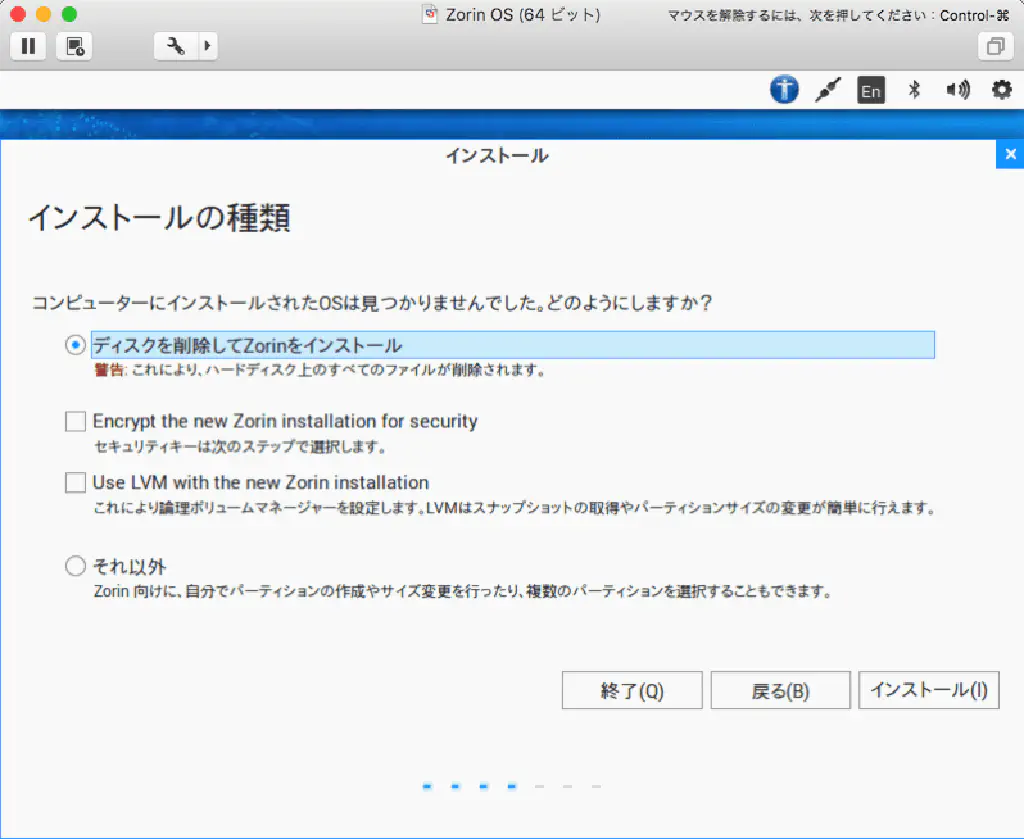 Zorin OS (64 ビット)
マウスを解除するには、次を押してください：Control-⌘
En
インストール
インストールの種類
コンピューターにインストールされたOSは見つかりませんでした。どのようにしますか？
ディスクを削除してZorinをインストール
警告: これにより、ハードディスク上のすべてのファイルが削除されます。
Encrypt the new Zorin installation for security
セキュリティキーは次のステップで選択します。
Use LVM with the new Zorin installation
これにより論理ボリュームマネージャーを設定します。LVMはスナップショットの取得やパーティションサイズの変更が簡単に行えます。
それ以外
Zorin 向けに、自分でパーティションの作成やサイズ変更を行ったり、複数のパーティションを選択することもできます。
終了(Q)
戻る(B)
インストール(I)